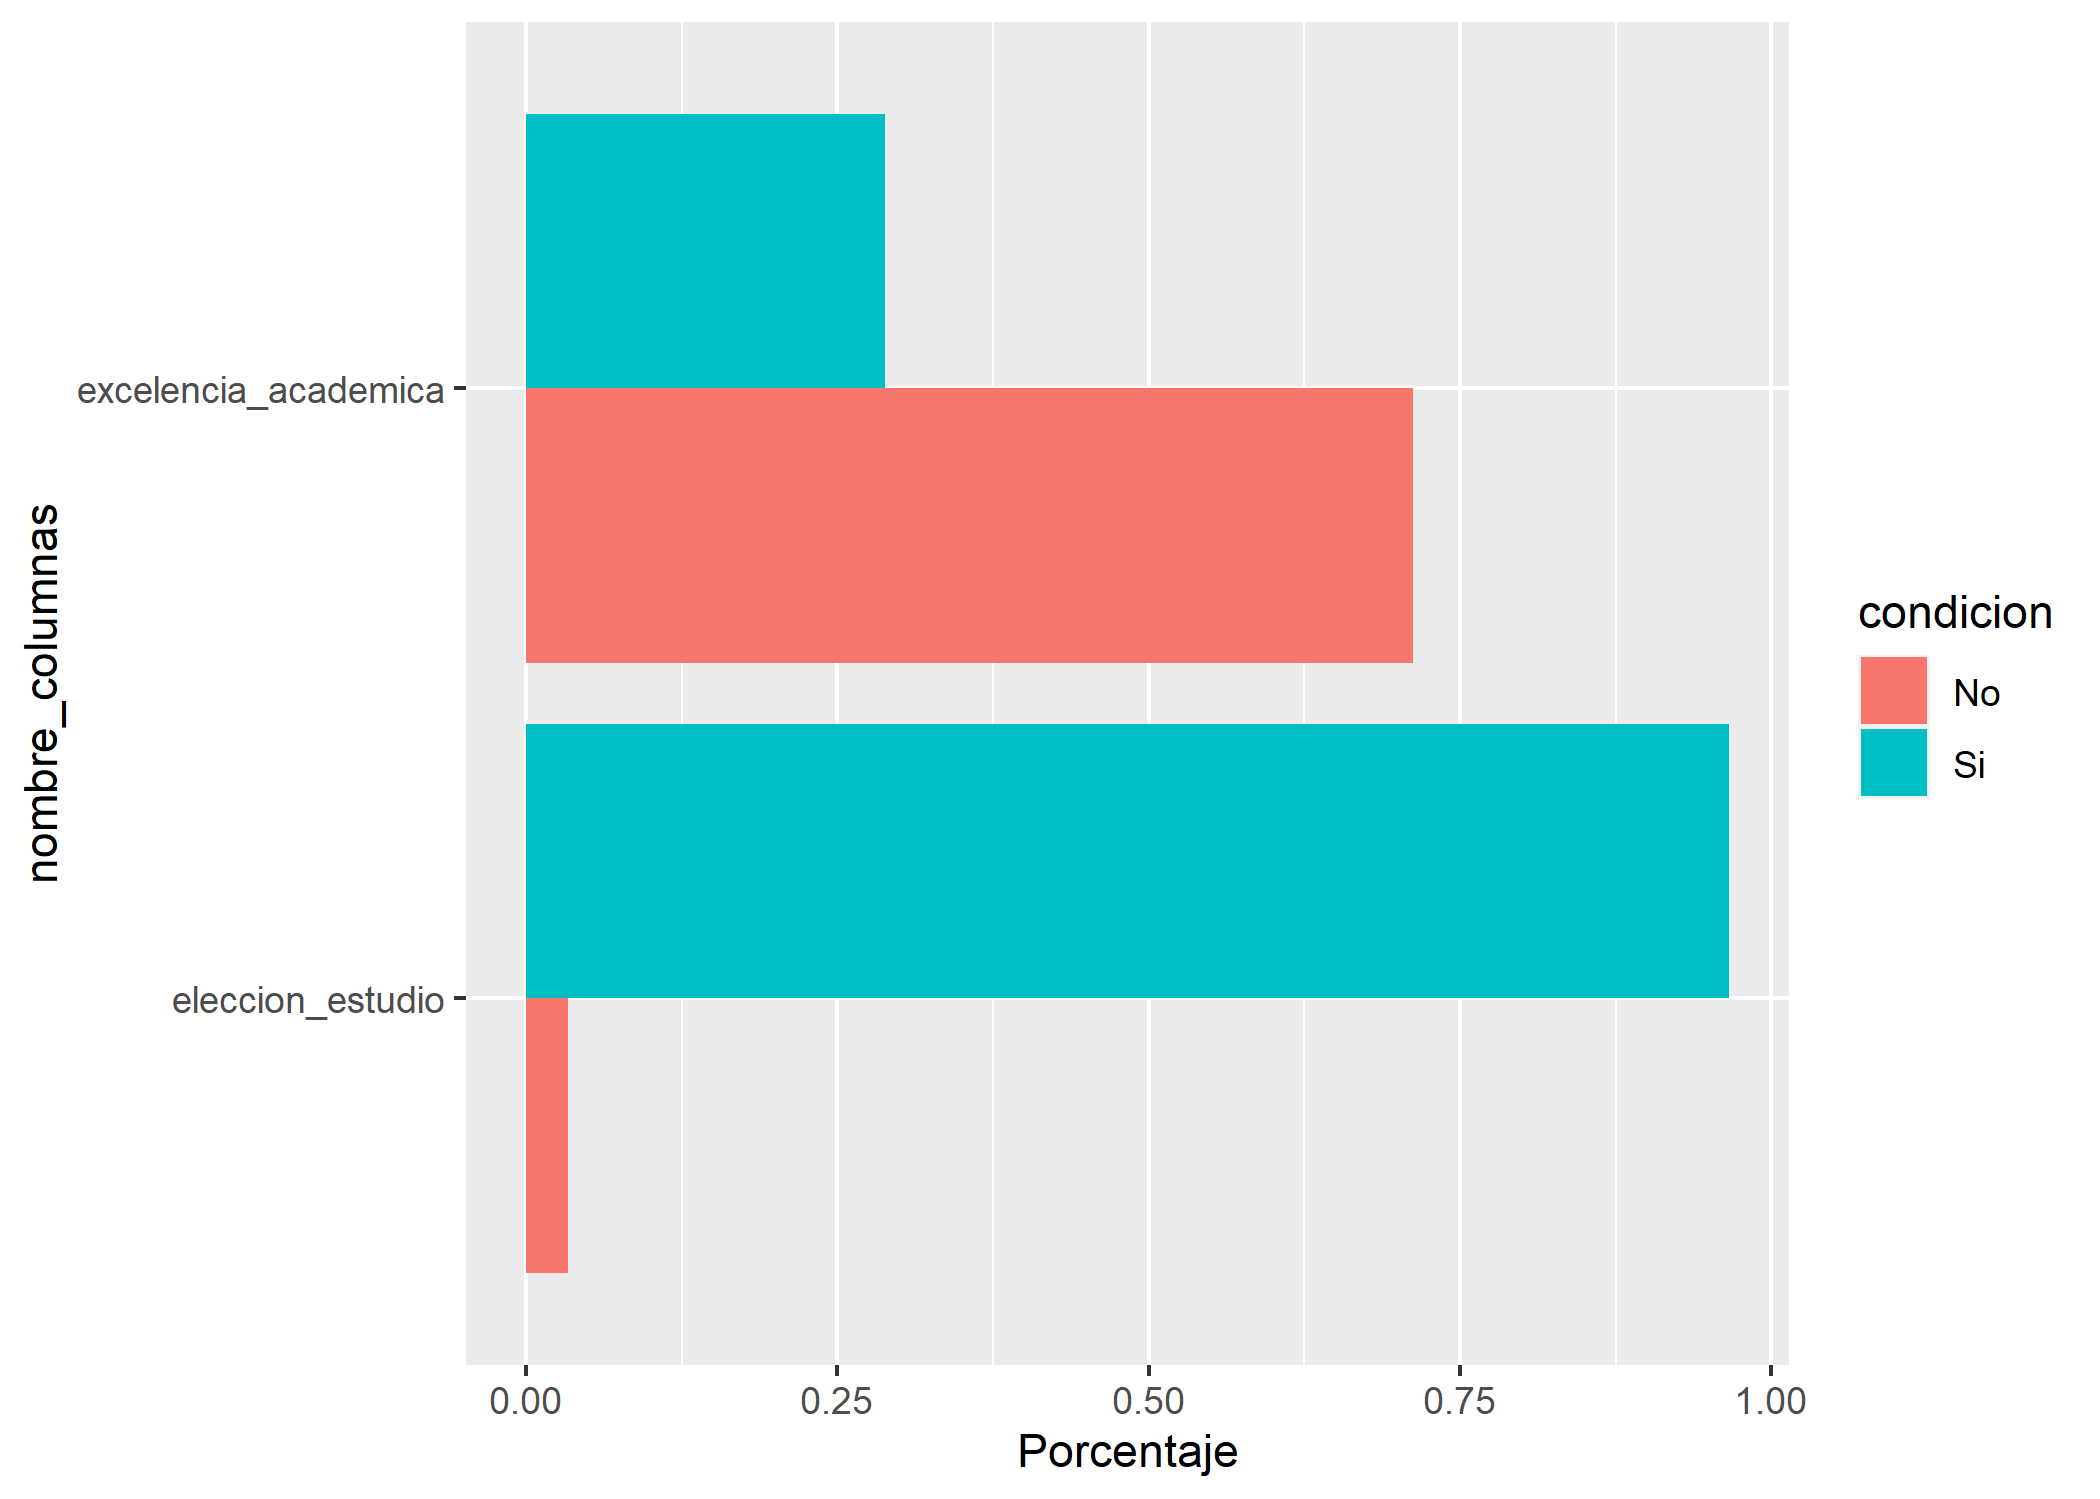 nombre_columnas
excelencia_academica
eleccion_estudio
0.00 0.25 0.50 0.75 1.00
Porcentaje
condicion
No
Si